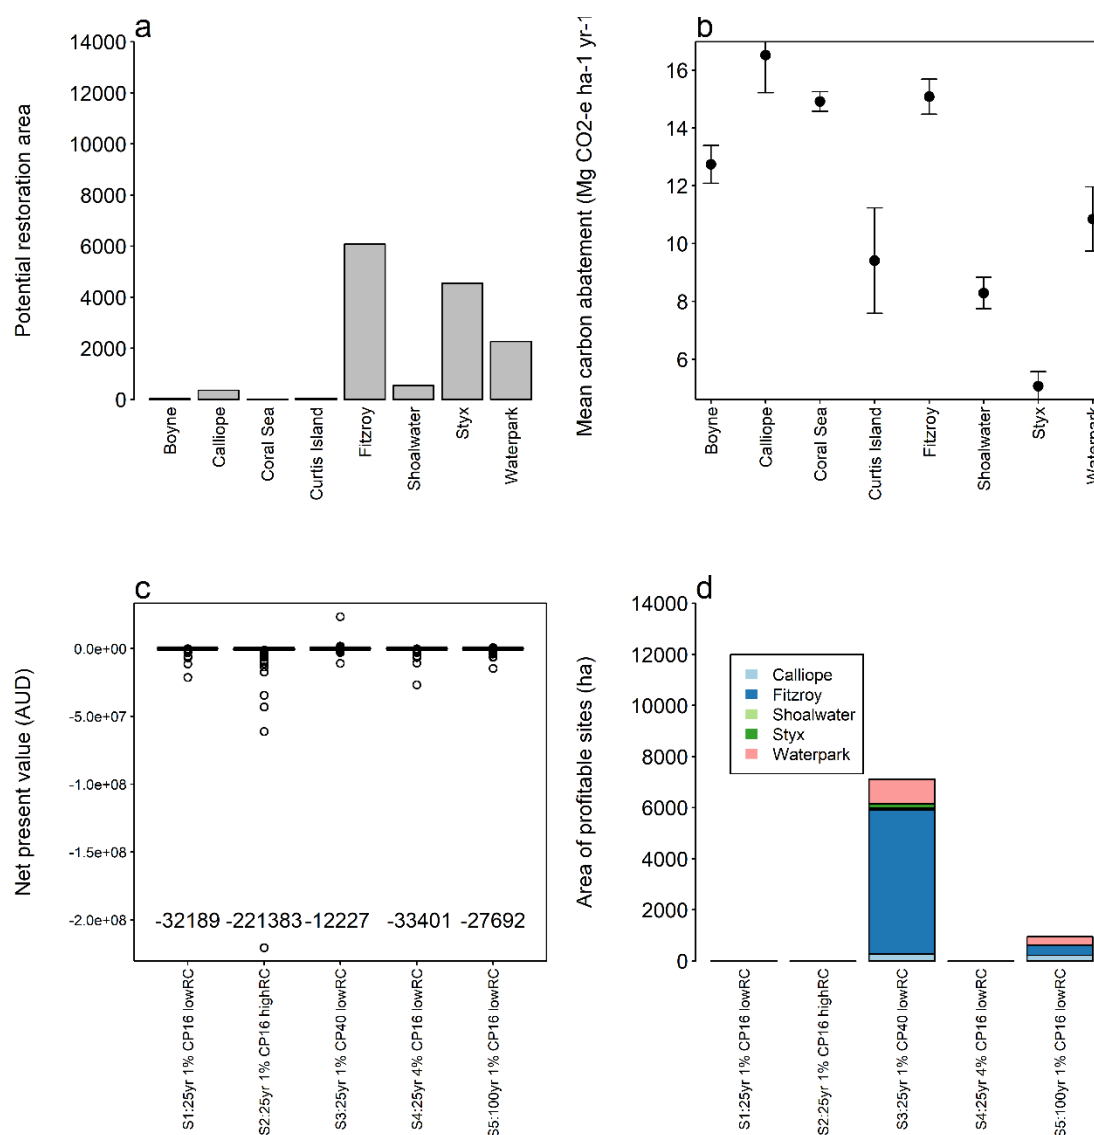 a
Potential restoration area
14000
12000
10000
8000
6000
4000
2000
0
Boyne
Calliope
Coral Sea
Curtis Island
Fitzroy
Shoalwater
Styx
Waterpark
b
Mean carbon abatement (Mg CO2-e ha-1 yr-1
16
14
12
10
8
6
Boyne
Calliope
Coral Sea
Curtis Island
Fitzroy
Shoalwater
Styx
Waterpark
c
Net present value (AUD)
0.0e+00
-5.0e+07
-1.0e+08
-1.5e+08
-2.0e+08
-32189 -221383 -12227 -33401 -27692
S1:25yr 1% CP16 lowRC
S2:25yr 1% CP16 highRC
S3:25yr 1% CP40 lowRC
S4:25yr 4% CP16 lowRC
S5:100yr 1% CP16 lowRC
d
Area of profitable sites (ha)
14000
12000
10000
8000
6000
4000
2000
0
Calliope
Fitzroy
Shoalwater
Styx
Waterpark
S1:25yr 1% CP16 lowRC
S2:25yr 1% CP16 highRC
S3:25yr 1% CP40 lowRC
S4:25yr 4% CP16 lowRC
S5:100yr 1% CP16 lowRC